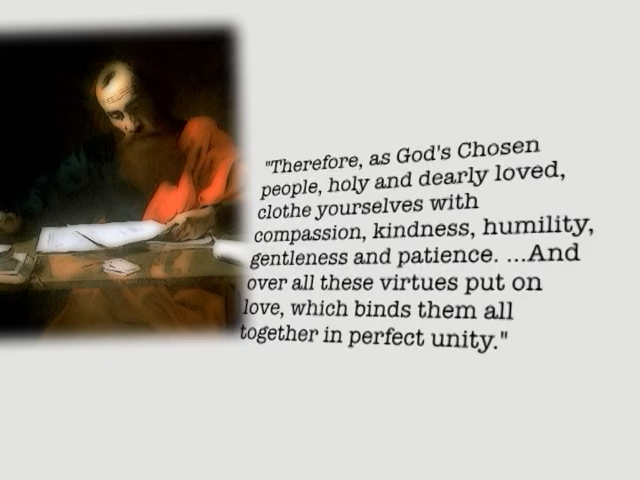 "Therefore, as God's Chosen
people, holy and dearly loved,
clothe yourselves with
compassion, kindness, humility,
gentleness and patience. ...And
over all these virtues put on
love, which binds them all
together in perfect unity."